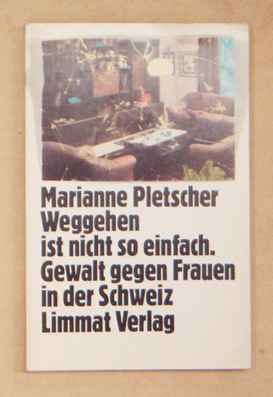 Marianne Pletscher
Weggehen
ist nicht so einfach.
Gewalt gegen Frauen
in der Schweiz
Limmat Verlag